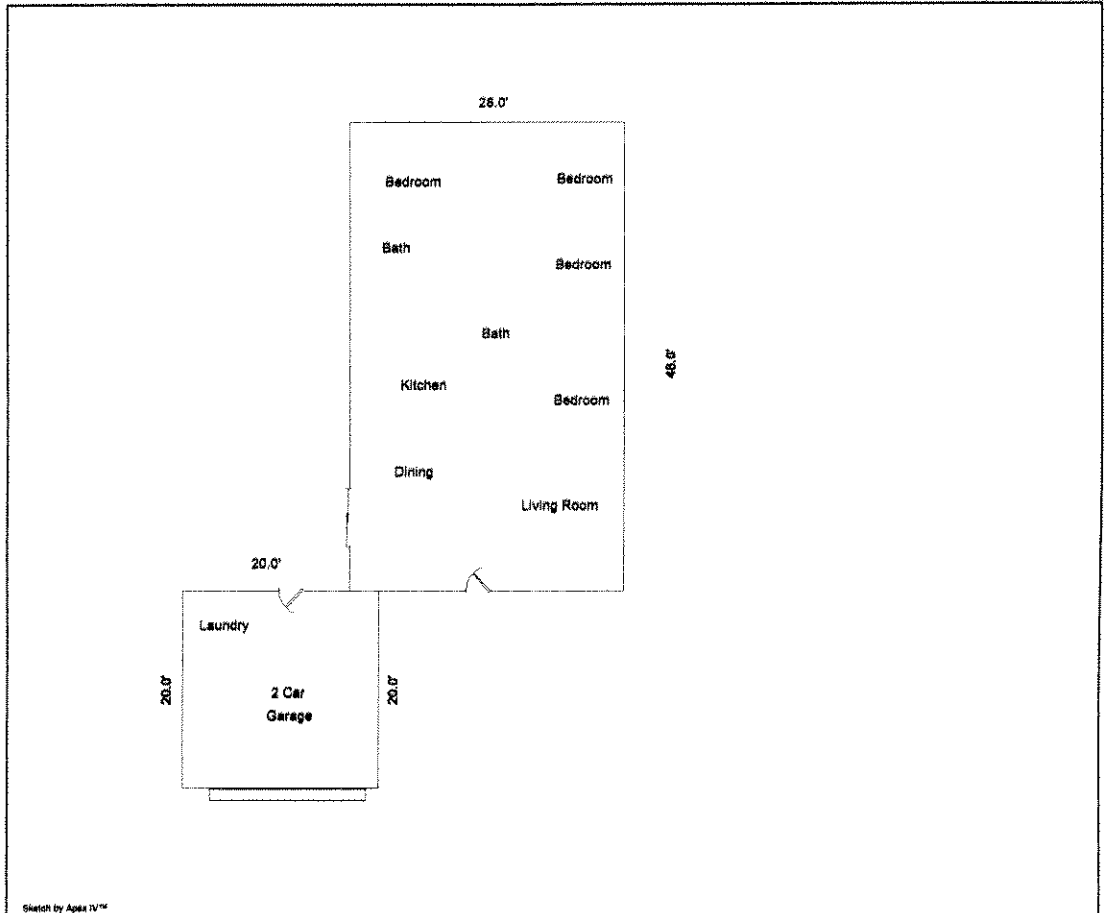 28.0'
Bedroom
Bedroom
Bath
Bedroom
Bath
48.0'
Kitchen
Bedroom
Dining
Living Room
20.0'
Laundry
20.0'
2 Car
Garage
20.0'
Sketch by Apex IV™